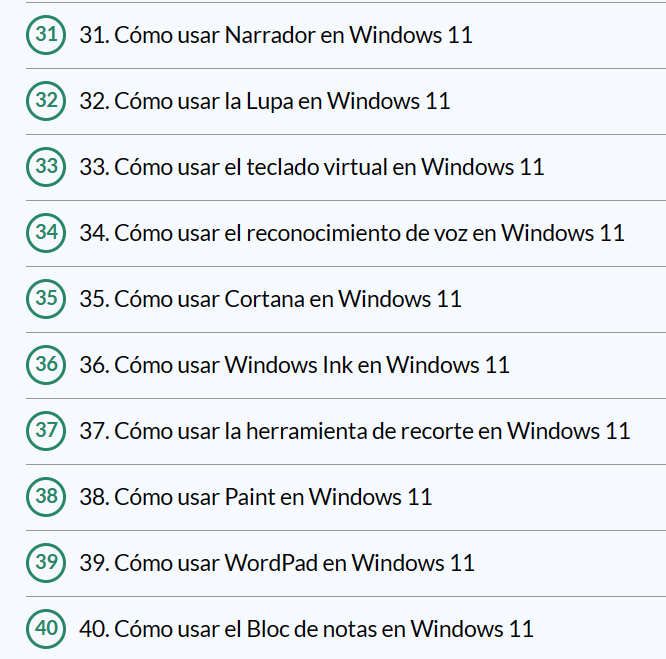 31 31. Cómo usar Narrador en Windows 11
32 32. Cómo usar la Lupa en Windows 11
33 33. Cómo usar el teclado virtual en Windows 11
34 34. Cómo usar el reconocimiento de voz en Windows 11
35 35. Cómo usar Cortana en Windows 11
36 36. Cómo usar Windows Ink en Windows 11
37 37. Cómo usar la herramienta de recorte en Windows 11
38 38. Cómo usar Paint en Windows 11
39 39. Cómo usar WordPad en Windows 11
40 40. Cómo usar el Bloc de notas en Windows 11